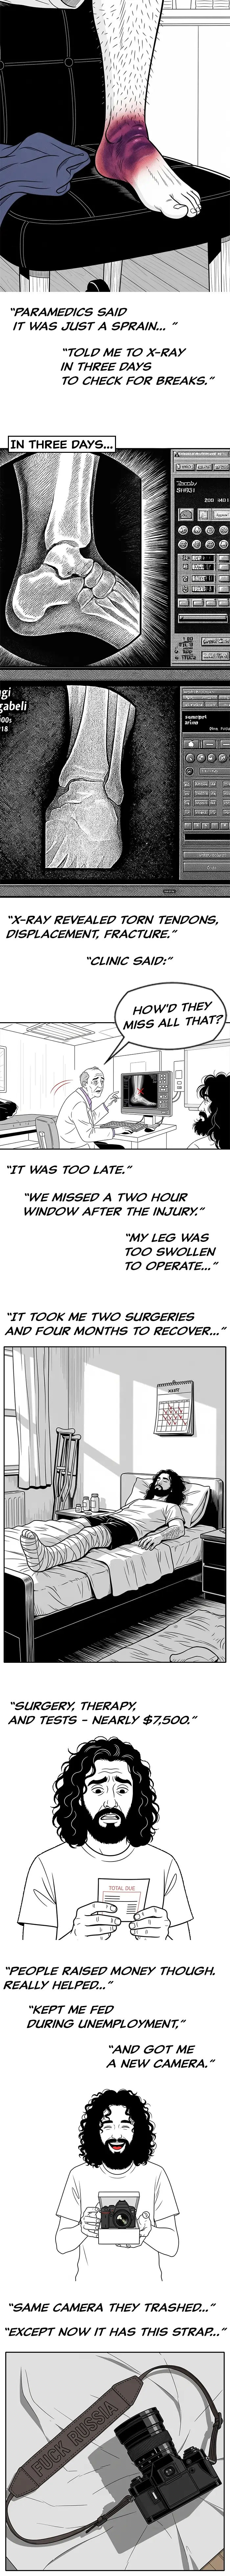 "PARAMEDICS SAID
IT WAS JUST A SPRAIN... "
"TOLD ME TO X-RAY
IN THREE DAYS
TO CHECK FOR BREAKS."
IN THREE DAYS...
"X-RAY REVEALED TORN TENDONS,
DISPLACEMENT, FRACTURE."
"CLINIC SAID:"
HOW'D THEY
MISS ALL THAT?
"IT WAS TOO LATE."
"WE MISSED A TWO HOUR
WINDOW AFTER THE INJURY."
"MY LEG WAS
TOO SWOLLEN
TO OPERATE..."
"IT TOOK ME TWO SURGERIES
AND FOUR MONTHS TO RECOVER..."
"SURGERY, THERAPY,
AND TESTS - NEARLY $7,500."
TOTAL DUE
"PEOPLE RAISED MONEY THOUGH.
REALLY HELPED..."
"KEPT ME FED
DURING UNEMPLOYMENT,"
"AND GOT ME
A NEW CAMERA."
"SAME CAMERA THEY TRASHED..."
"EXCEPT NOW IT HAS THIS STRAP..."
FUCK RUSSIA